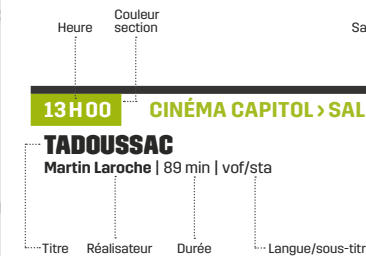 Couleur
Heure section Sa
13H00 CINÉMA CAPITOL > SAL
TADOUSSAC
Martin Laroche | 89 min | vof/sta
Titre Réalisateur Durée Langue/sous-titr